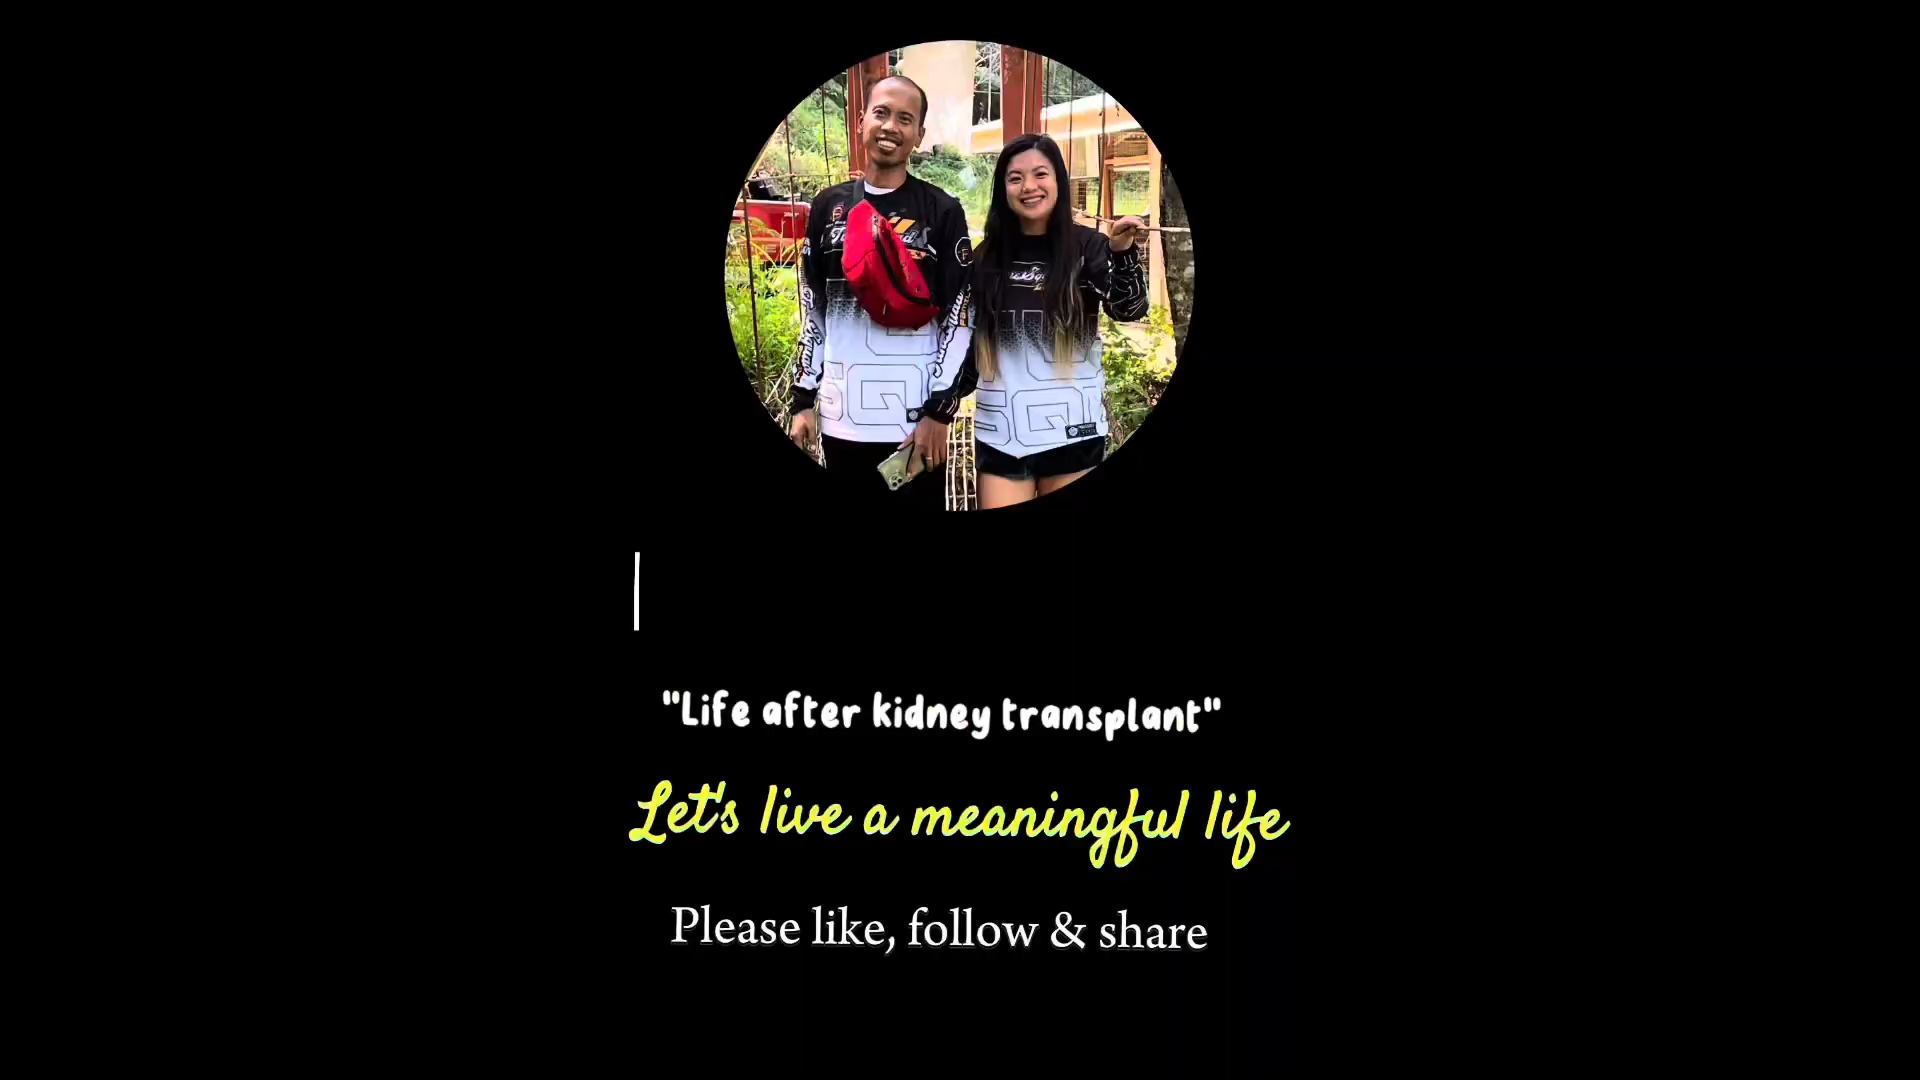 "Life after kidney transplant"
Let's live a meaningful life
Please like, follow & share